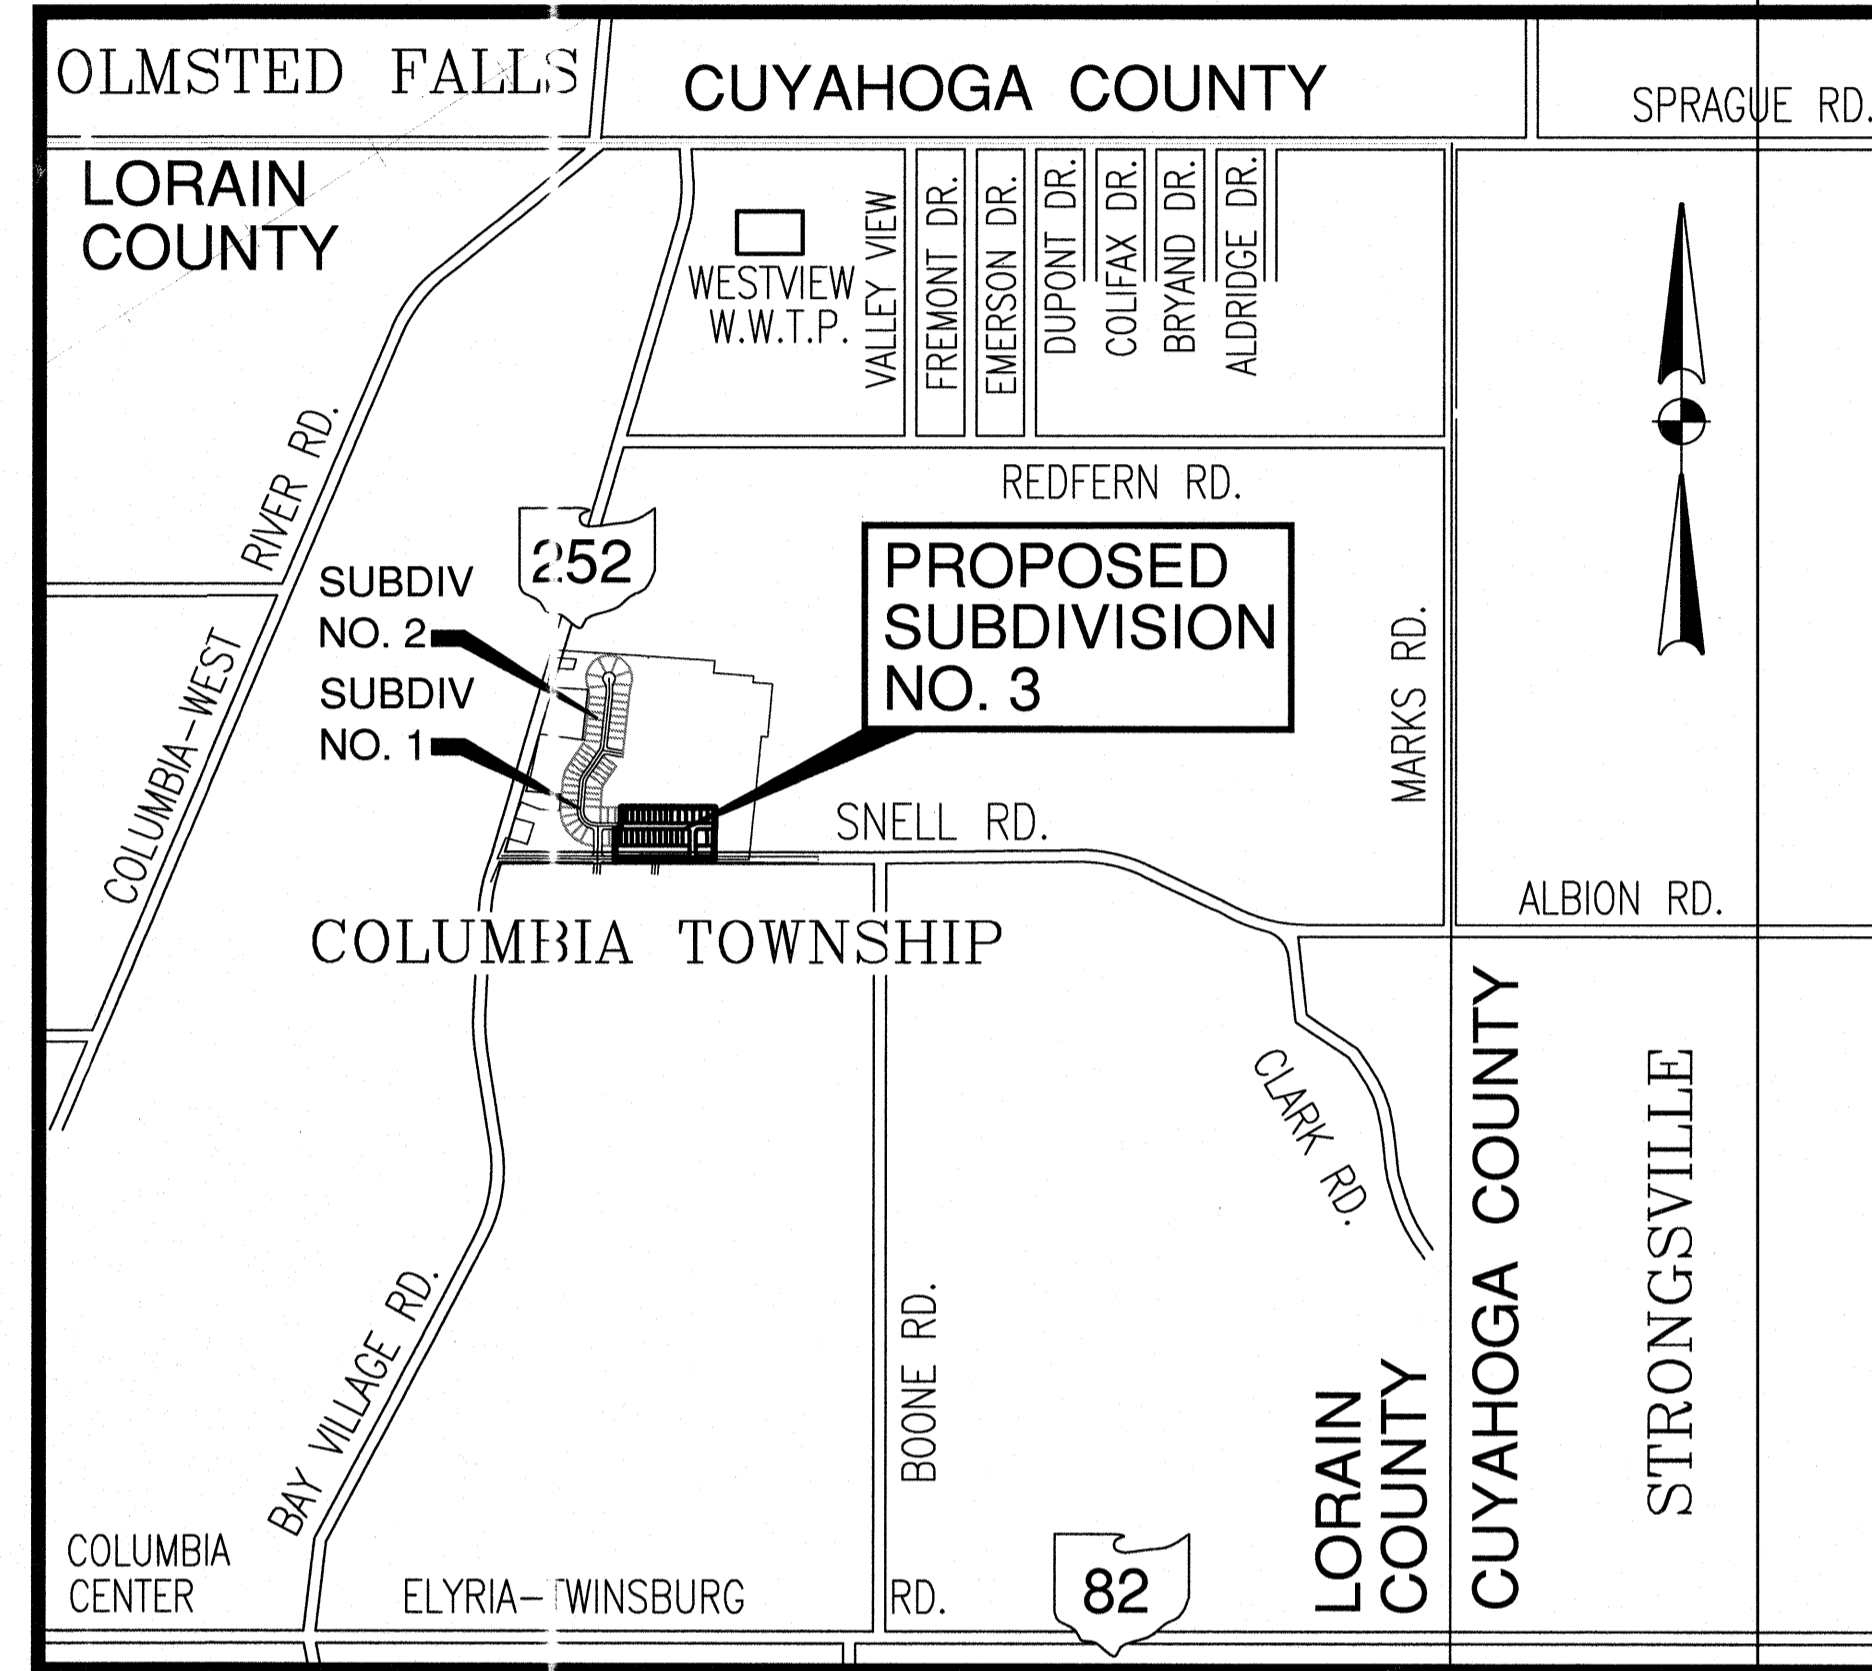 OLMSTED FALLS
CUYAHOGA COUNTY
SPRAGUE RD.
LORAIN
COUNTY
WESTVIEW
W.W.T.P.
VALLEY VIEW
FREMONT DR.
EMERSON DR.
DUPONT DR.
COLIFAX DR.
BRYAND DR.
ALDRIDGE DR.
RIVER RD.
REDFERN RD.
252
SUBDIV
NO. 2
SUBDIV
NO. 1
PROPOSED
SUBDIVISION
NO. 3
COLUMBIA-WEST
MARKS RD.
SNELL RD.
ALBION RD.
COLUMBIA TOWNSHIP
CLARK RD.
BAY VILLAGE RD.
BOONE RD.
LORAIN
COUNTY
CUYAHOGA COUNTY
STRONGSVILLE
COLUMBIA
CENTER
ELYRIA-TWINSBURG RD.
82